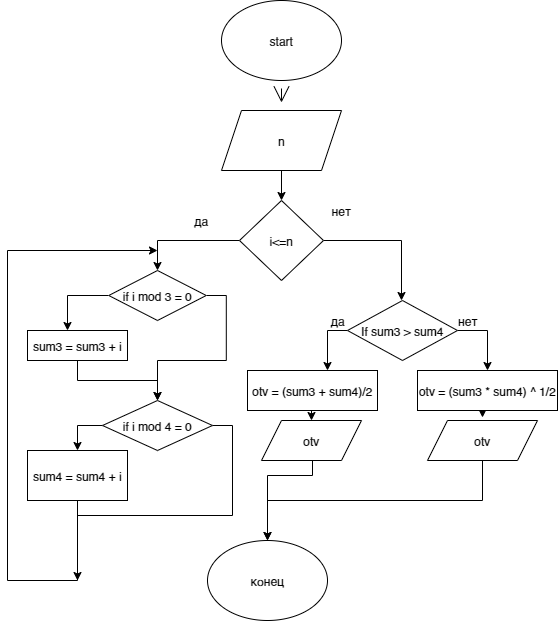 start
n
да
нет
i<=n
if i mod 3 = 0
да
If sum3 > sum4
нет
sum3 = sum3 + i
otv = (sum3 + sum4)/2
otv = (sum3 * sum4) ^ 1/2
if i mod 4 = 0
otv
otv
sum4 = sum4 + i
конец